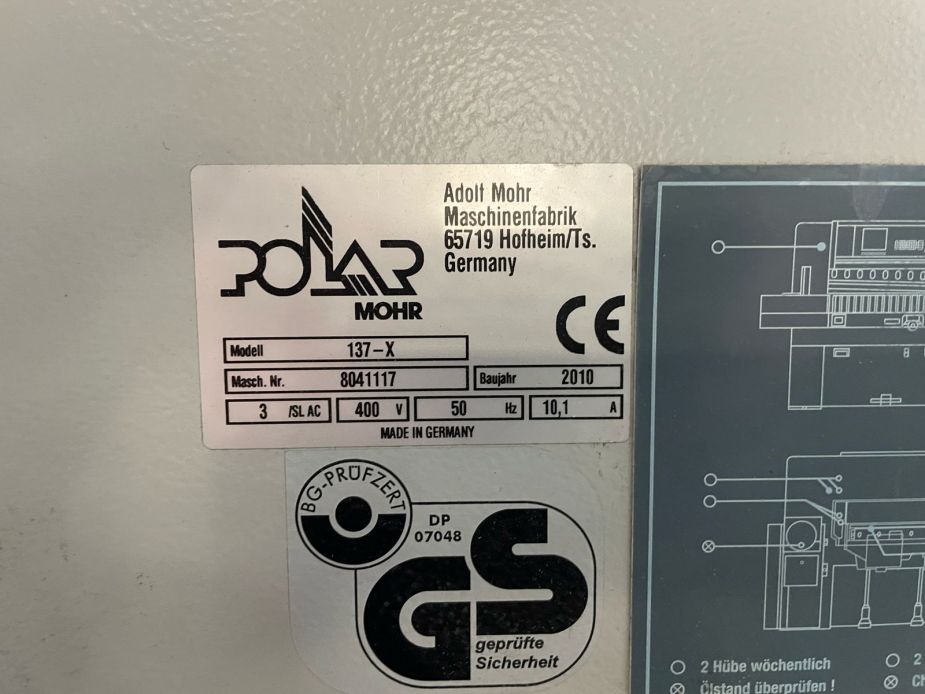 POLAR
MOHR
Adolf Mohr
Maschinenfabrik
65719 Hofheim/Ts.
Germany
CE
Modell 137-X
Masch. Nr. 8041117 Baujahr 2010
3 /SL AC 400 V 50 Hz 10,1 A
MADE IN GERMANY
BG-PRÜFZERT
DP
07048
GS
geprüfte
Sicherheit
2 Hübe wöchentlich
2
Ölstand überprüfen !